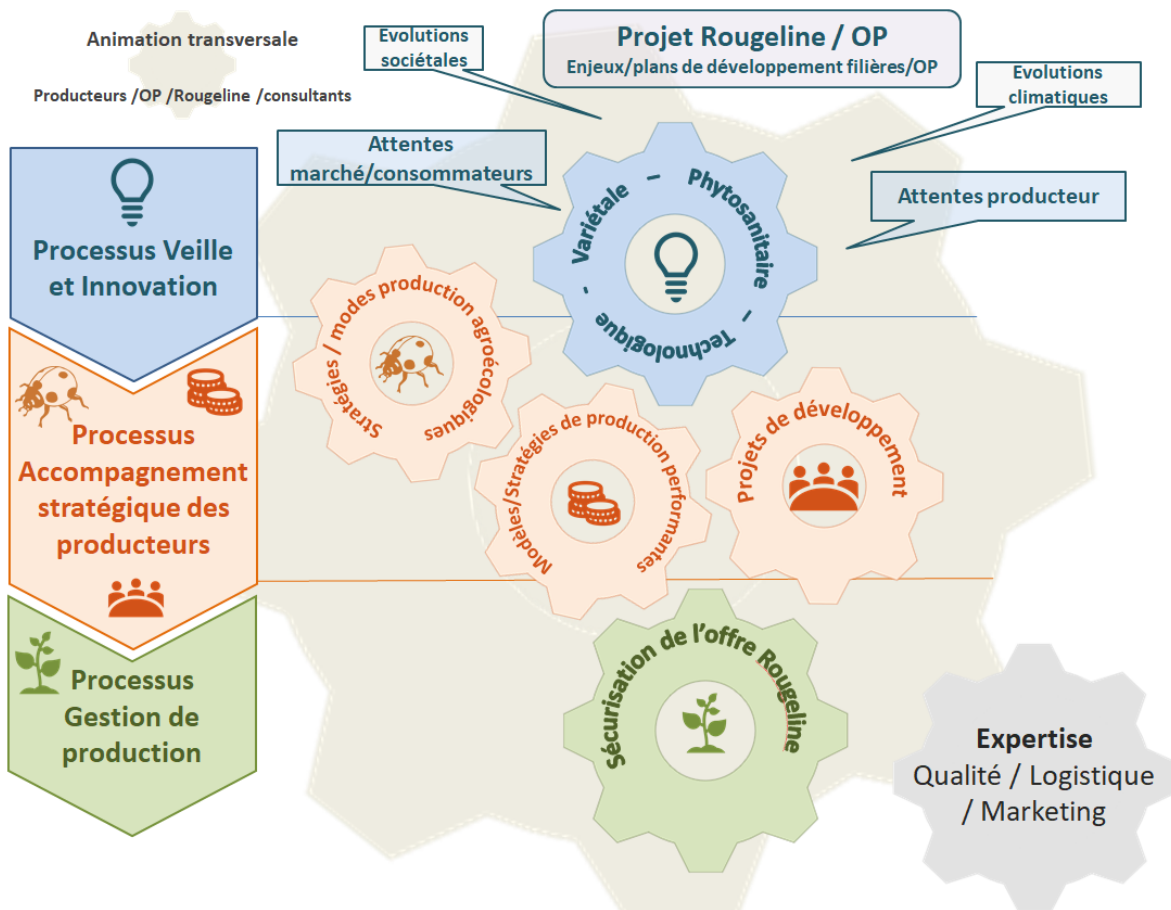 Animation transversale
Producteurs /OP /Rougeline /consultants
Evolutions
sociétales
Projet Rougeline / OP
Enjeux/plans de développement filières/OP
Evolutions
climatiques
Attentes
marché/consommateurs
Attentes producteur
Processus Veille
et Innovation
Variétale – Phytosanitaire – Technologique -
Stratégies / modes production agroécologiques
Processus
Accompagnement
stratégique des
producteurs
Modèles/Stratégies de production performantes
Projets de développement
Processus
Gestion de
production
Sécurisation de l’offre Rougeline
Expertise
Qualité / Logistique
/ Marketing